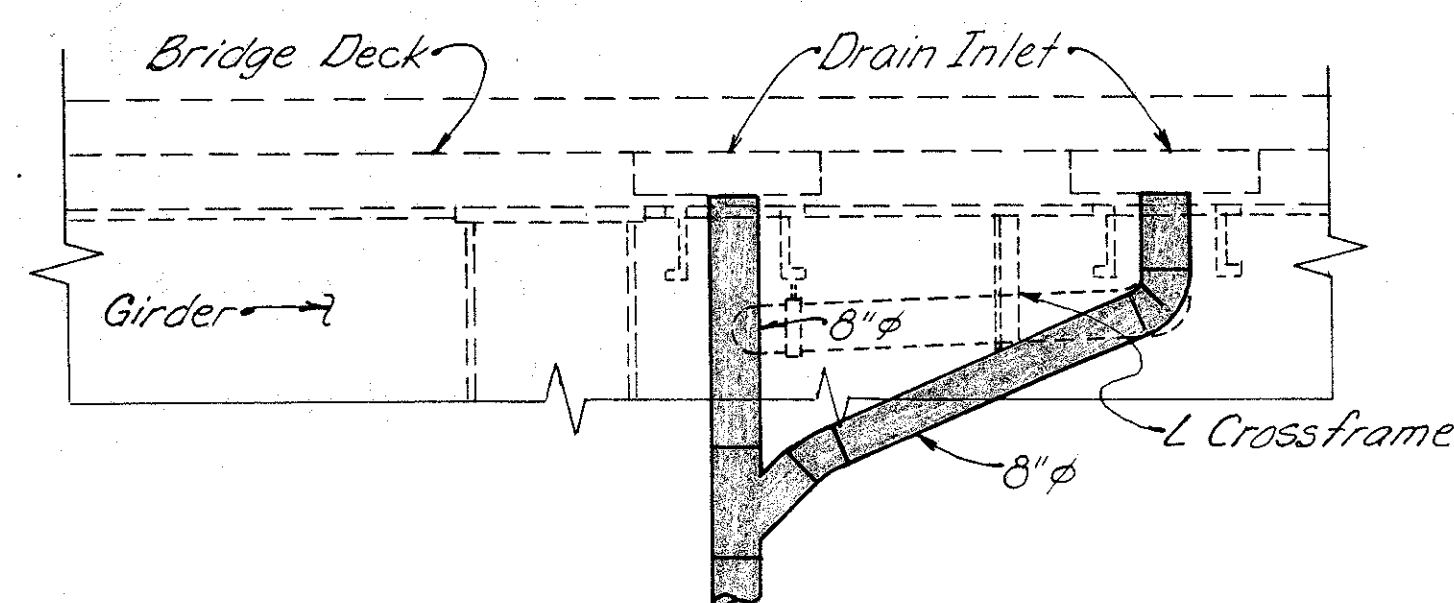 Bridge Deck
Drain Inlet
Girder
8"φ
L Crossframe
8"φ